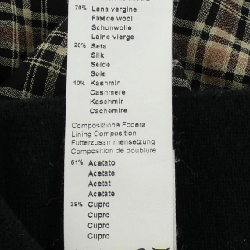 70% Lana vergine
Fleece wool
Schurwolle
Laine vierge
20% Seta
Silk
Seide
Soie
10% Kashmir
Cashmere
Kaschmir
Cachemire
Composizione Fodera
Lining Composition
Futterzusammensetzung
Composition de doublure
61% Acetato
Acetate
Acetat
Acetate
39% Cupro
Cupro
Cupro
Cupro